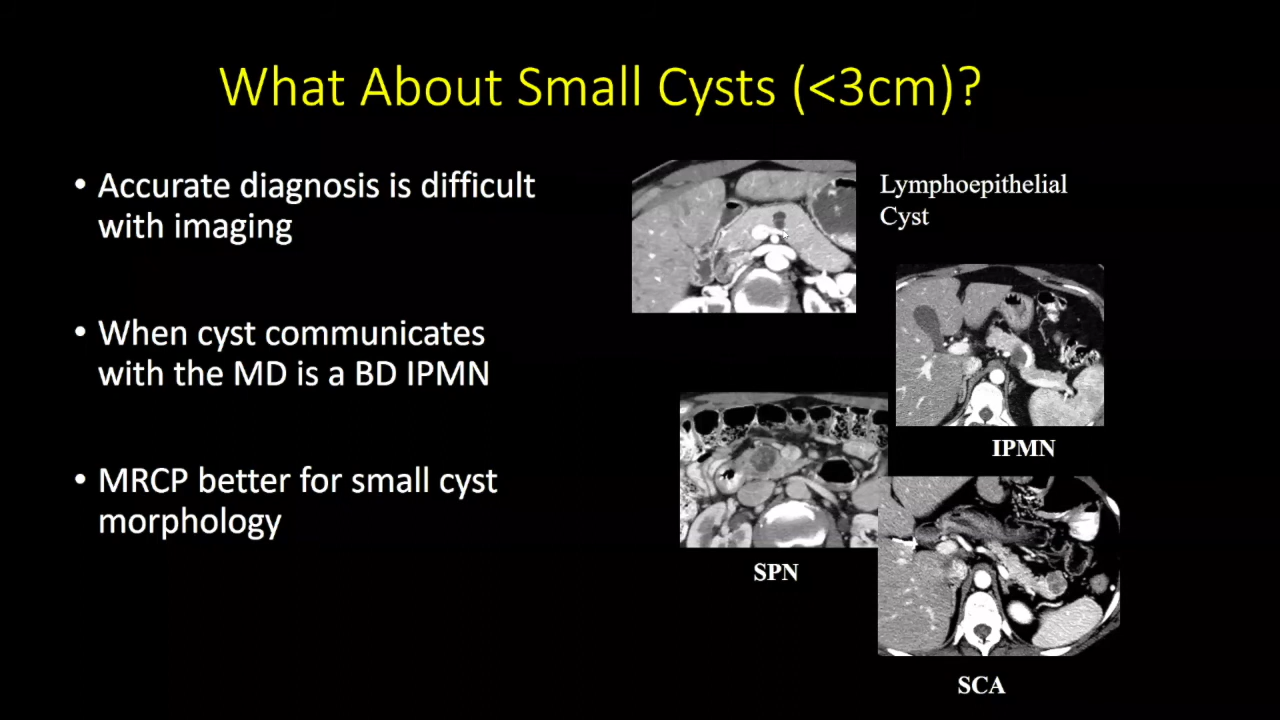 What About Small Cysts (<3cm)?
• Accurate diagnosis is difficult
with imaging
• When cyst communicates
with the MD is a BD IPMN
• MRCP better for small cyst
morphology
Lymphoepithelial
Cyst
IPMN
SPN
SCA